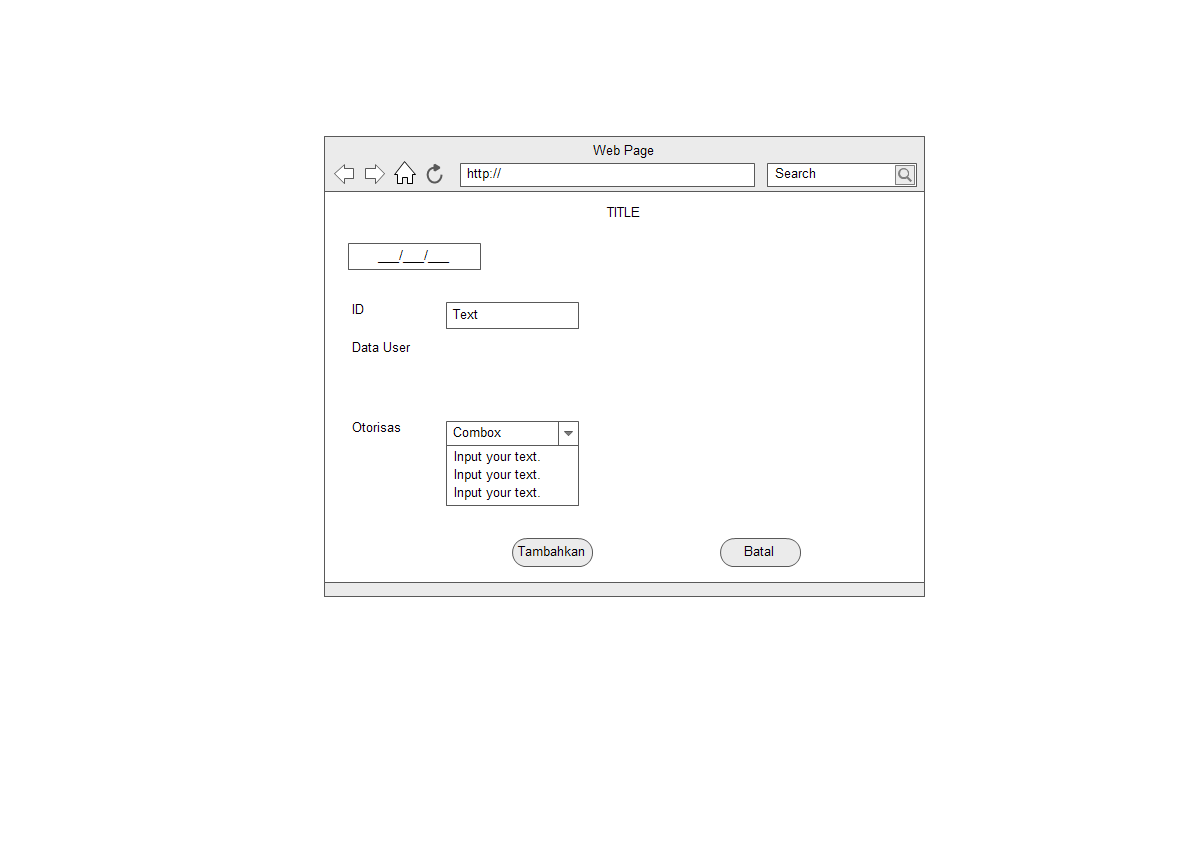 Web Page
http://
Search
TITLE
___/___/___
ID
Text
Data User
Otorisas
Combox
Input your text.
Input your text.
Input your text.
Tambahkan
Batal